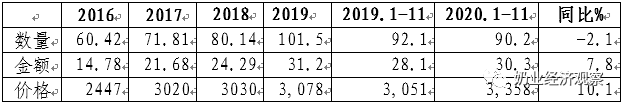 2016 2017 2018 2019 2019.1-11 2020.1-11 同比%
数量 60.42 71.81 80.14 101.5 92.1 90.2 -2.1
金额 14.78 21.68 24.29 31.2 28.1 30.3 7.8
价格 2447 3020 3030 3,078 3,051 3,358 10.1
奶业经济观察